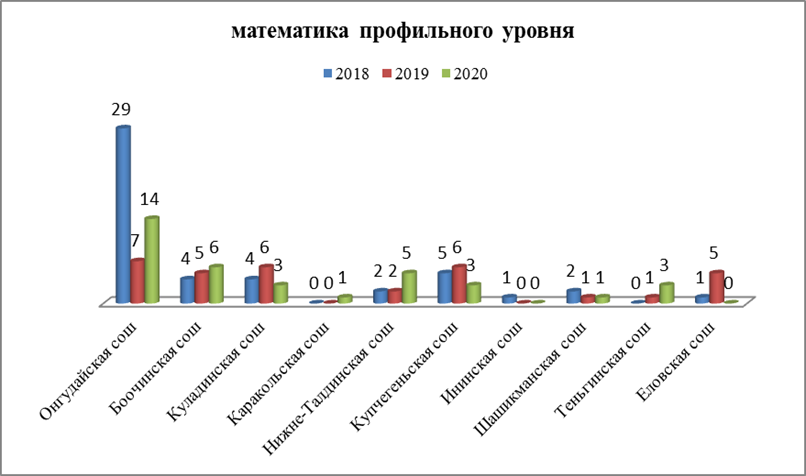 математика профильного уровня
2018 2019 2020
29 7 14
4 5 6
4 6 3
0 0 1
2 2 5
5 6 3
1 0 0
2 1 1
0 1 3
1 5 0
Онгудайская сош
Боочинская сош
Куладинская сош
Каракольская сош
Нижне-Талдинская сош
Купчегеньская сош
Ининская сош
Шашикманская сош
Теньгинская сош
Еловская сош